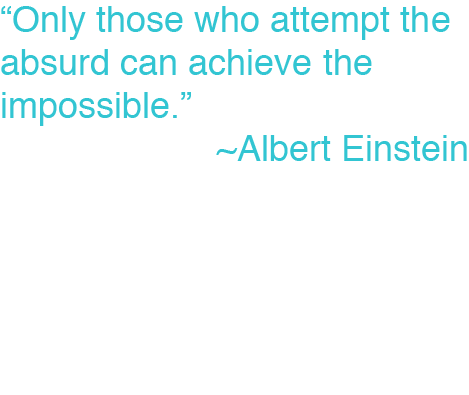 “Only those who attempt the
absurd can achieve the
impossible.”
~Albert Einstein